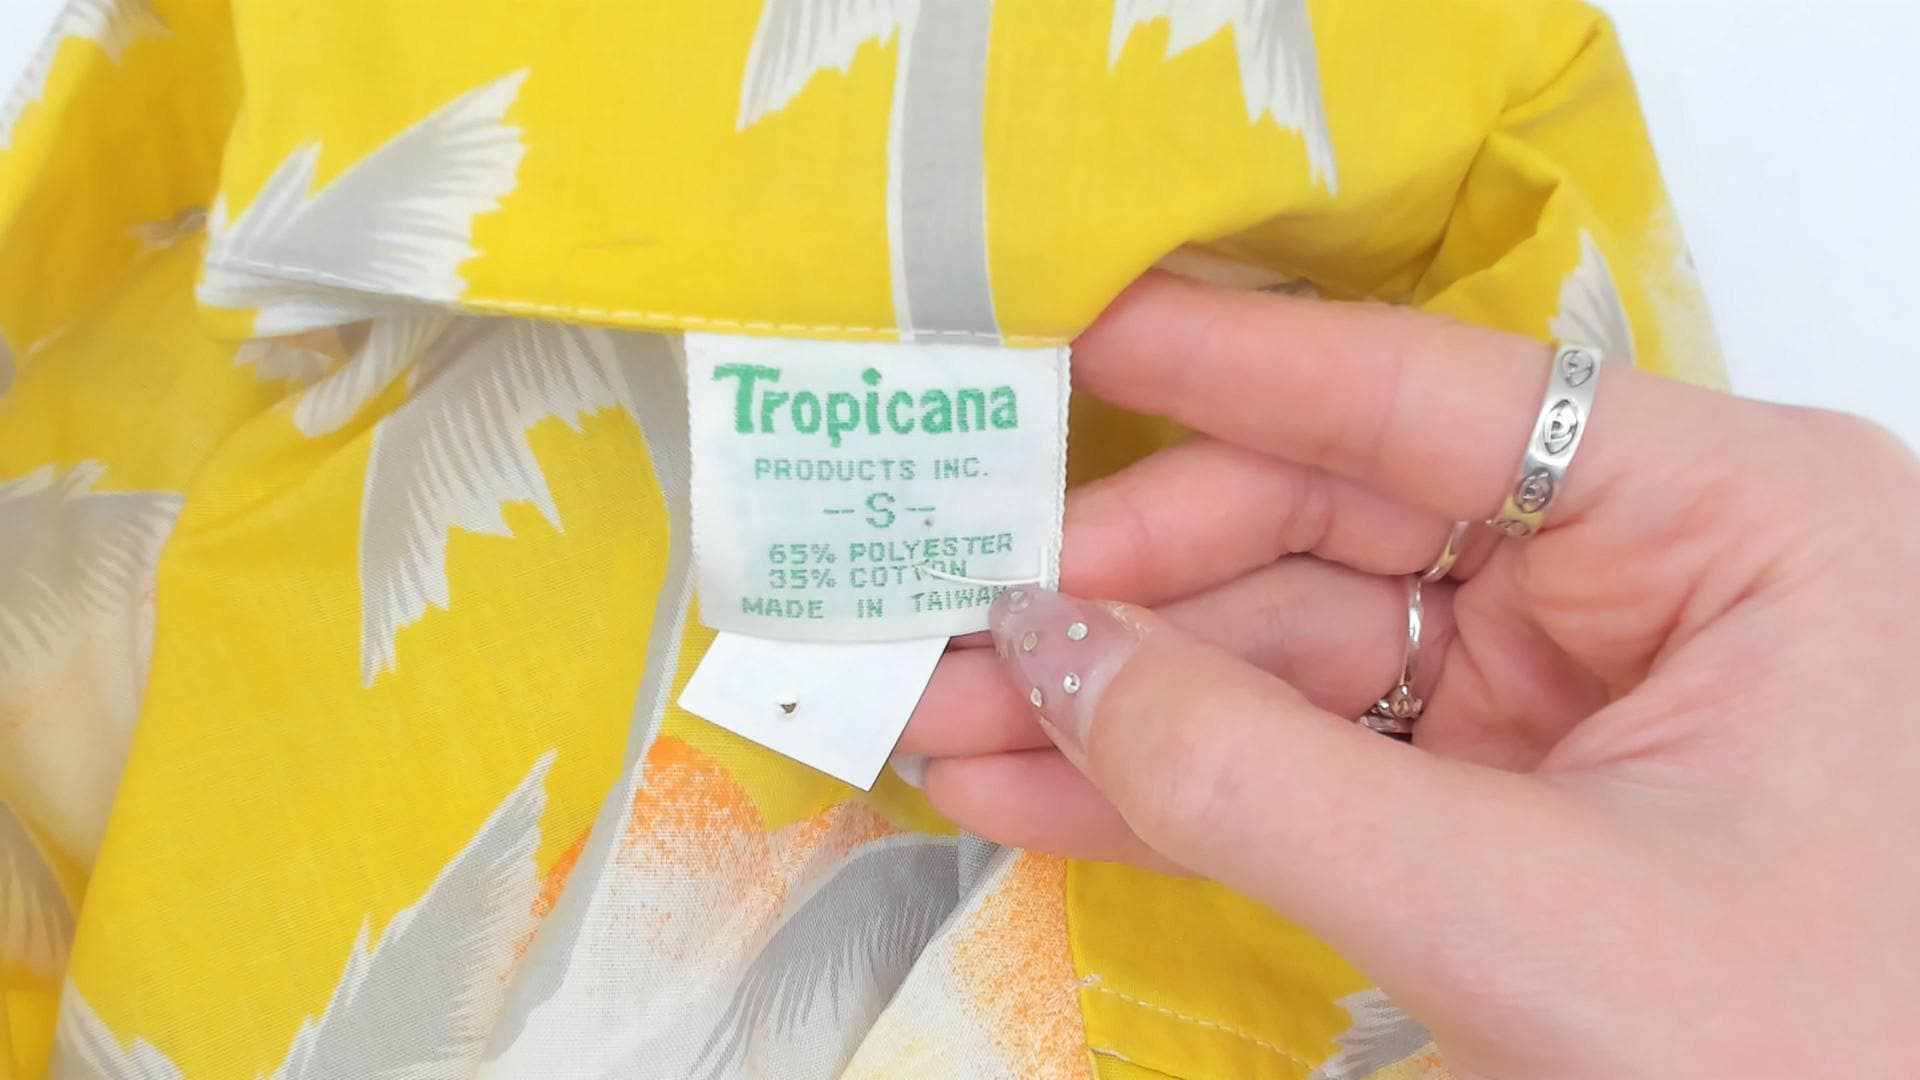 Tropicana
PRODUCTS INC.
-S-
65% POLYESTER
35% COTTON
MADE IN TAIWAN